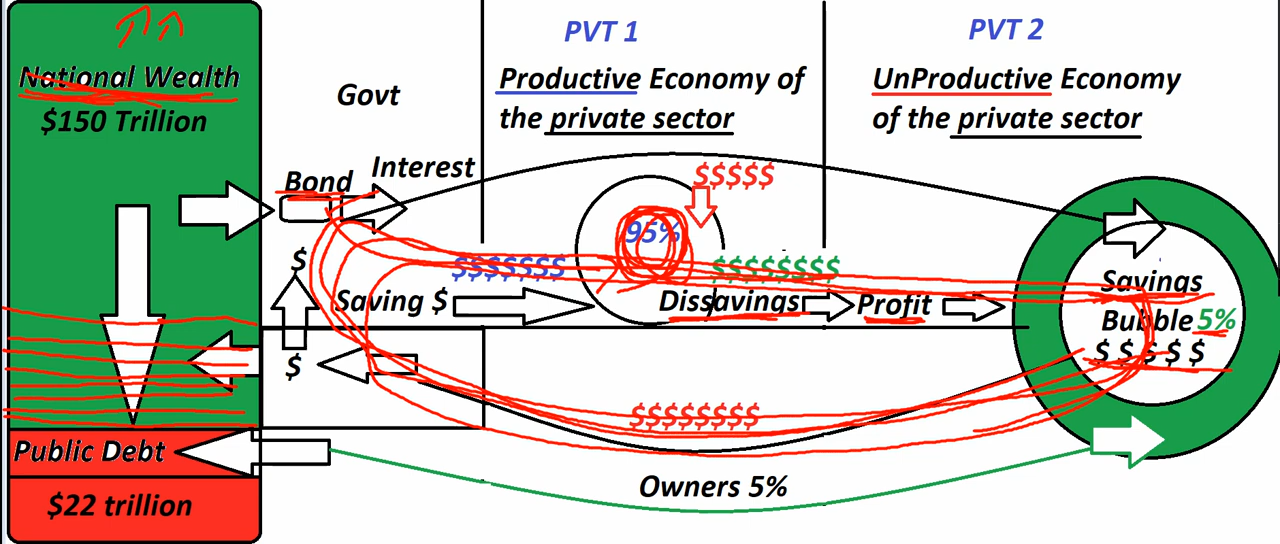 National Wealth
$150 Trillion
Public Debt
$22 trillion
Govt
Bond
Interest
$
Saving $
$
PVT 1
Productive Economy of
the private sector
$$$$$
95%
$$$$$$$
$$$$$$$$
Dissavings
Profit
$$$$$$$$
Owners 5%
PVT 2
UnProductive Economy
of the private sector
Savings
Bubble 5%
$ $ $ $ $